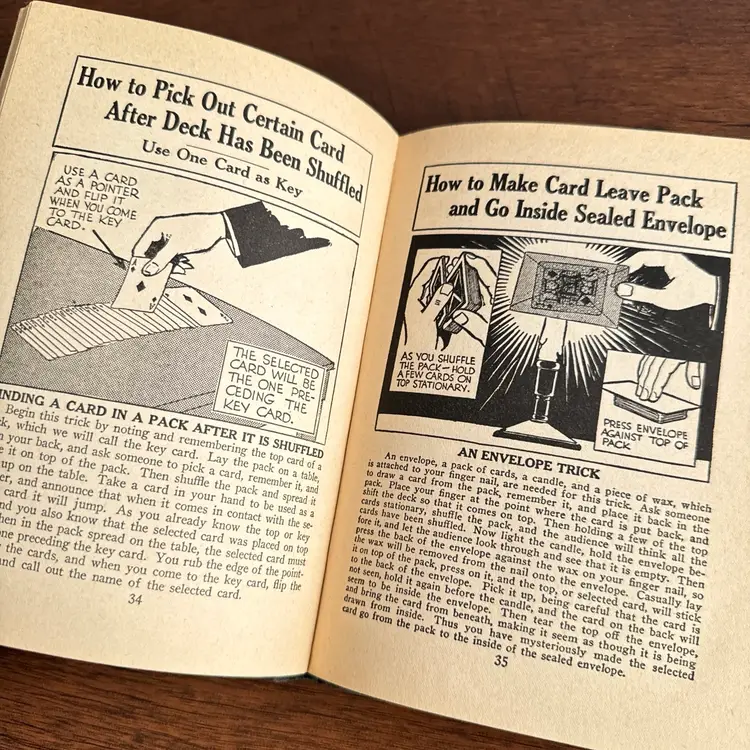 How to Pick Out Certain Card
After Deck Has Been Shuffled
Use One Card as Key
USE A CARD
AS A POINTER
AND FLIP IT
WHEN YOU COME
TO THE KEY
CARD.
THE SELECTED
CARD WILL BE
THE ONE PRE-
CEDING THE
KEY CARD.
INDING A CARD IN A PACK AFTER IT IS SHUFFLED
Begin this trick by noting and remembering the top card of a
k, which we will call the key card. Lay the pack on a table,
n your back, and ask someone to pick a card, remember it, and
e it on top of the pack. Then shuffle the pack and spread it
up on the table. Take a card in your hand to be used as a
er, and announce that when it comes in contact with the se-
card it will jump. As you already know the top or key
nd you also know that the selected card was placed on top
hen in the pack spread on the table, the selected card must
one preceding the key card. You rub the edge of the point-
the cards, and when you come to the key card, flip the
and call out the name of the selected card.
34
How to Make Card Leave Pack
and Go Inside Sealed Envelope
AS YOU SHUFFLE
THE PACK—HOLD
A FEW CARDS ON
TOP STATIONARY.
PRESS ENVELOPE
AGAINST TOP OF
PACK
AN ENVELOPE TRICK
An envelope, a pack of cards, a candle, and a piece of wax, which
is attached to your finger nail, are needed for this trick. Ask someone
to draw a card from the pack, remember it, and place it back in the
pack. Place your finger at the point where the card is put back, and
shift the deck so that it comes on top. Then holding a few of the top
cards stationary, shuffle the pack, and the audience will think all the
cards have been shuffled. Now light the candle, hold the envelope be-
fore it, and let the audience look through and see that it is empty. Then
press the back of the envelope against the wax on your finger nail, so
the wax will be removed from the nail onto the envelope. Casually lay
it on top of the pack, press on it, and the top, or selected card, will stick
to the back of the envelope. Pick it up, being careful that the card is
not seen, hold it again before the candle, and the card on the back will
seem to be inside the envelope. Then tear the top off the envelope,
and bring the card from beneath, making it seem as though it is being
drawn from inside. Thus you have mysteriously made the selected
card go from the pack to the inside of the sealed envelope.
35